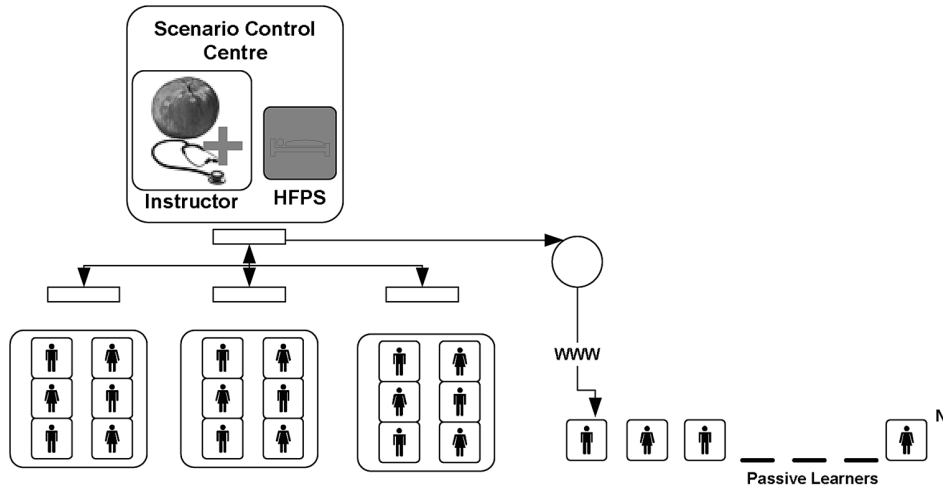 Scenario Control
Centre
Instructor
HFPS
WWW
N
Passive Learners